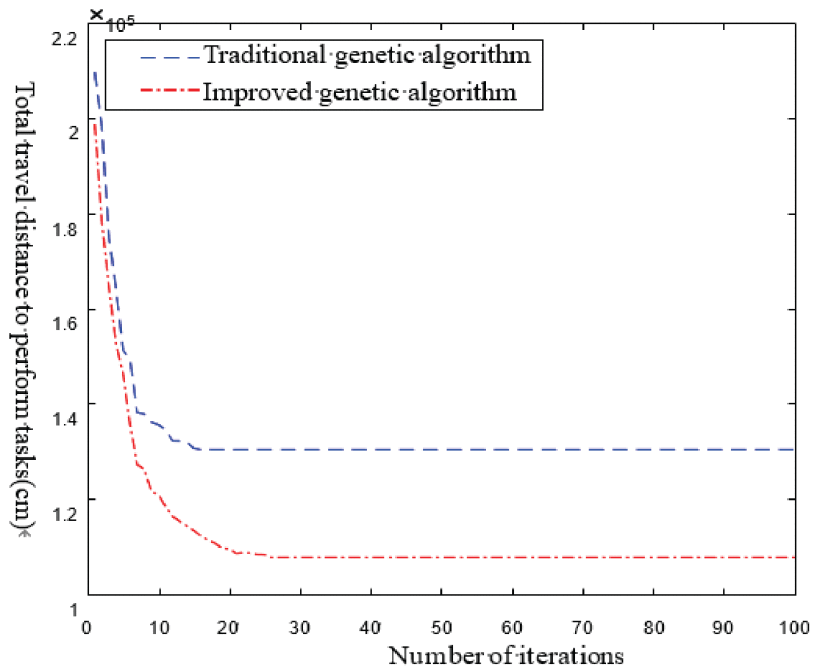 ×10⁵
2.2
2
1.8
1.6
1.4
1.2
1
Traditional·genetic·algorithm
Improved·genetic·algorithm
Total·travel·distance·to·perform·tasks(cm)
0 10 20 30 40 50 60 70 80 90 100
Number·of·iterations